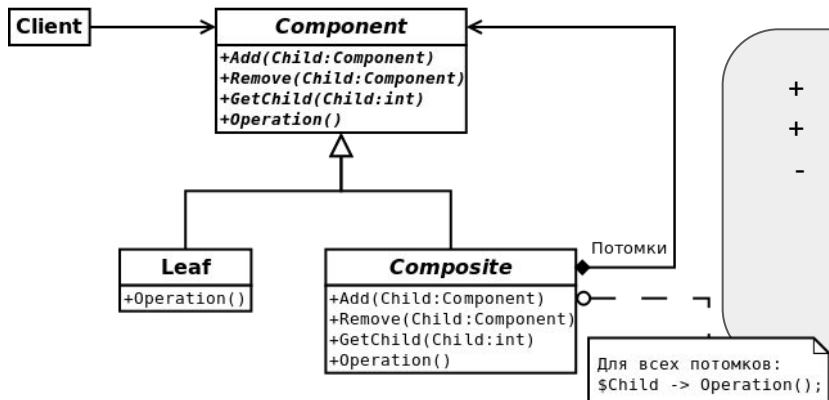 Client
Component
+Add(Child:Component)
+Remove(Child:Component)
+GetChild(Child:int)
+Operation()
+
+
-
Leaf
+Operation()
Composite
+Add(Child:Component)
+Remove(Child:Component)
+GetChild(Child:int)
+Operation()
Потомки
Для всех потомков:
$Child -> Operation();